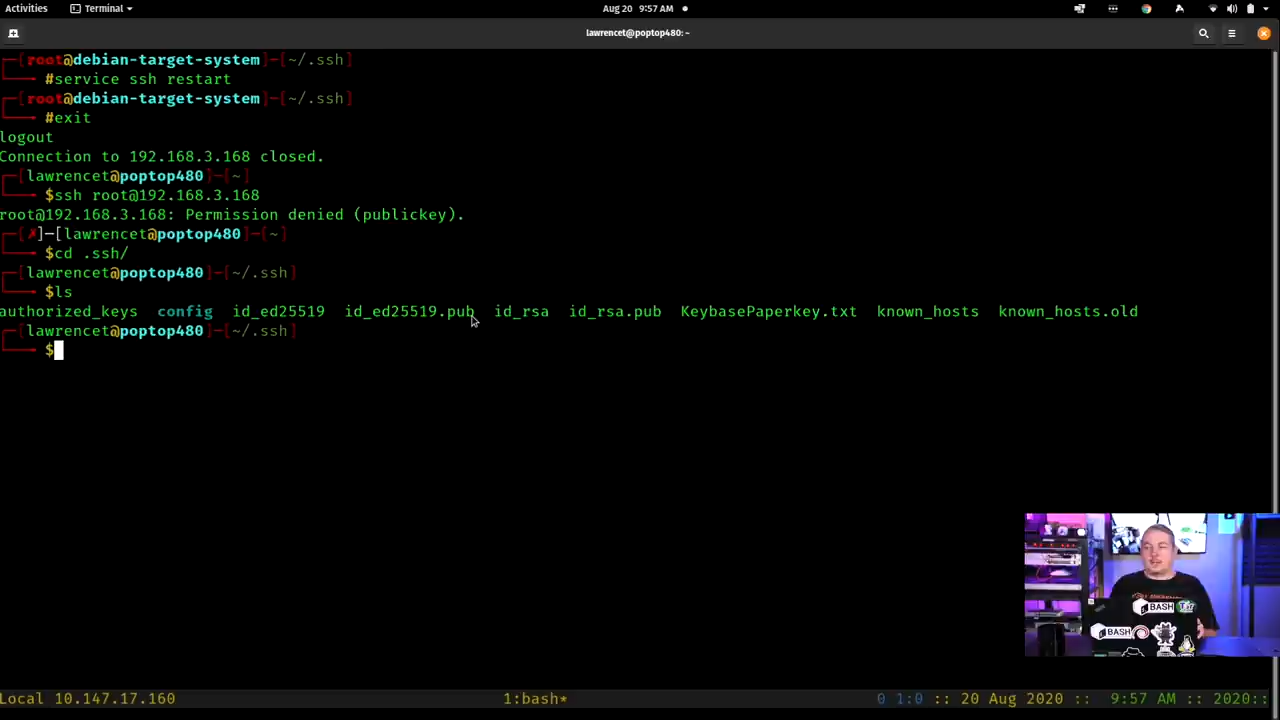 Activities
Terminal
Aug 20 9:57 AM
lawrencet@poptop480: ~
[root@debian-target-system]-[~/.ssh]
#service ssh restart
[root@debian-target-system]-[~/.ssh]
#exit
logout
Connection to 192.168.3.168 closed.
[lawrencet@poptop480]-[~]
$ssh root@192.168.3.168
root@192.168.3.168: Permission denied (publickey).
[✗]-[lawrencet@poptop480]-[~]
$cd .ssh/
[lawrencet@poptop480]-[~/.ssh]
$ls
authorized_keys config id_ed25519 id_ed25519.pub id_rsa id_rsa.pub KeybasePaperkey.txt known_hosts known_hosts.old
[lawrencet@poptop480]-[~/.ssh]
$
BASH
BASH
Local 10.147.17.160 1:bash* 0 1:0 :: 20 Aug 2020 :: 9:57 AM :: 2020::